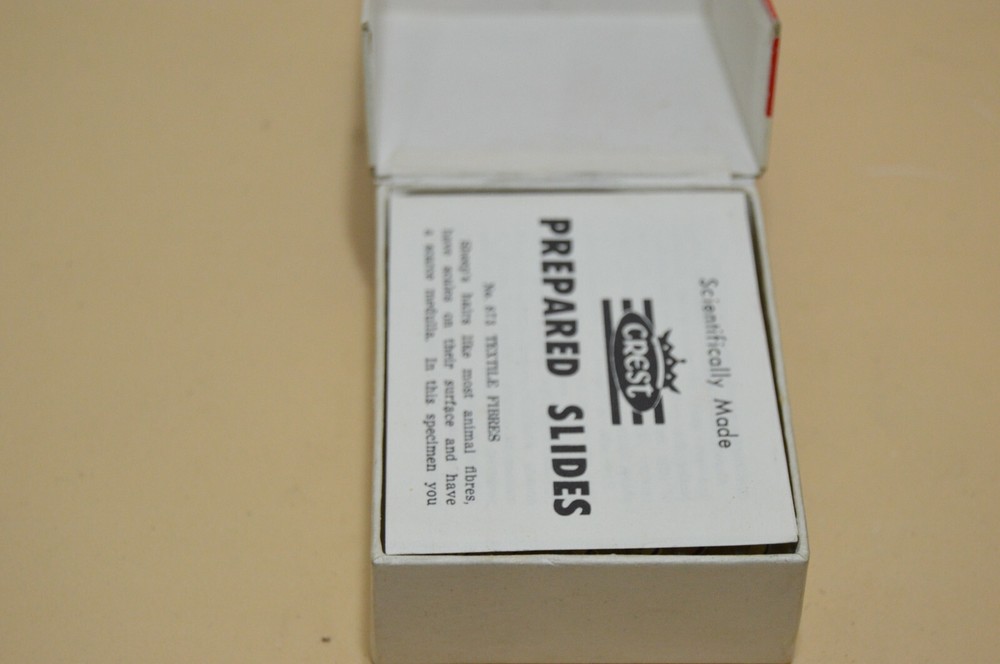 Scientifically Made
CREST
PREPARED SLIDES
No. 873 TEXTILE FIBRES
Sheep's hairs like most animal fibres,
have scales on their surface and have
a source medulla. In this specimen you